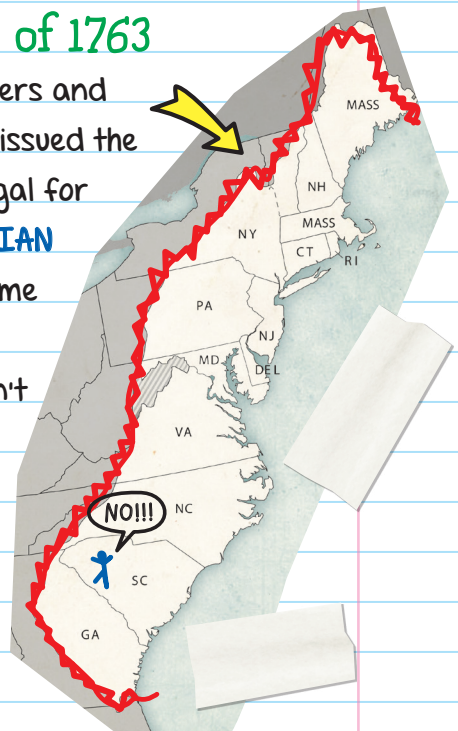 of 1763
ers and
issued the
gal for
IAN
me
n't
MASS
NH
MASS
NY
CT
RI
PA
NJ
MD
DEL
VA
NO!!!
NC
SC
GA